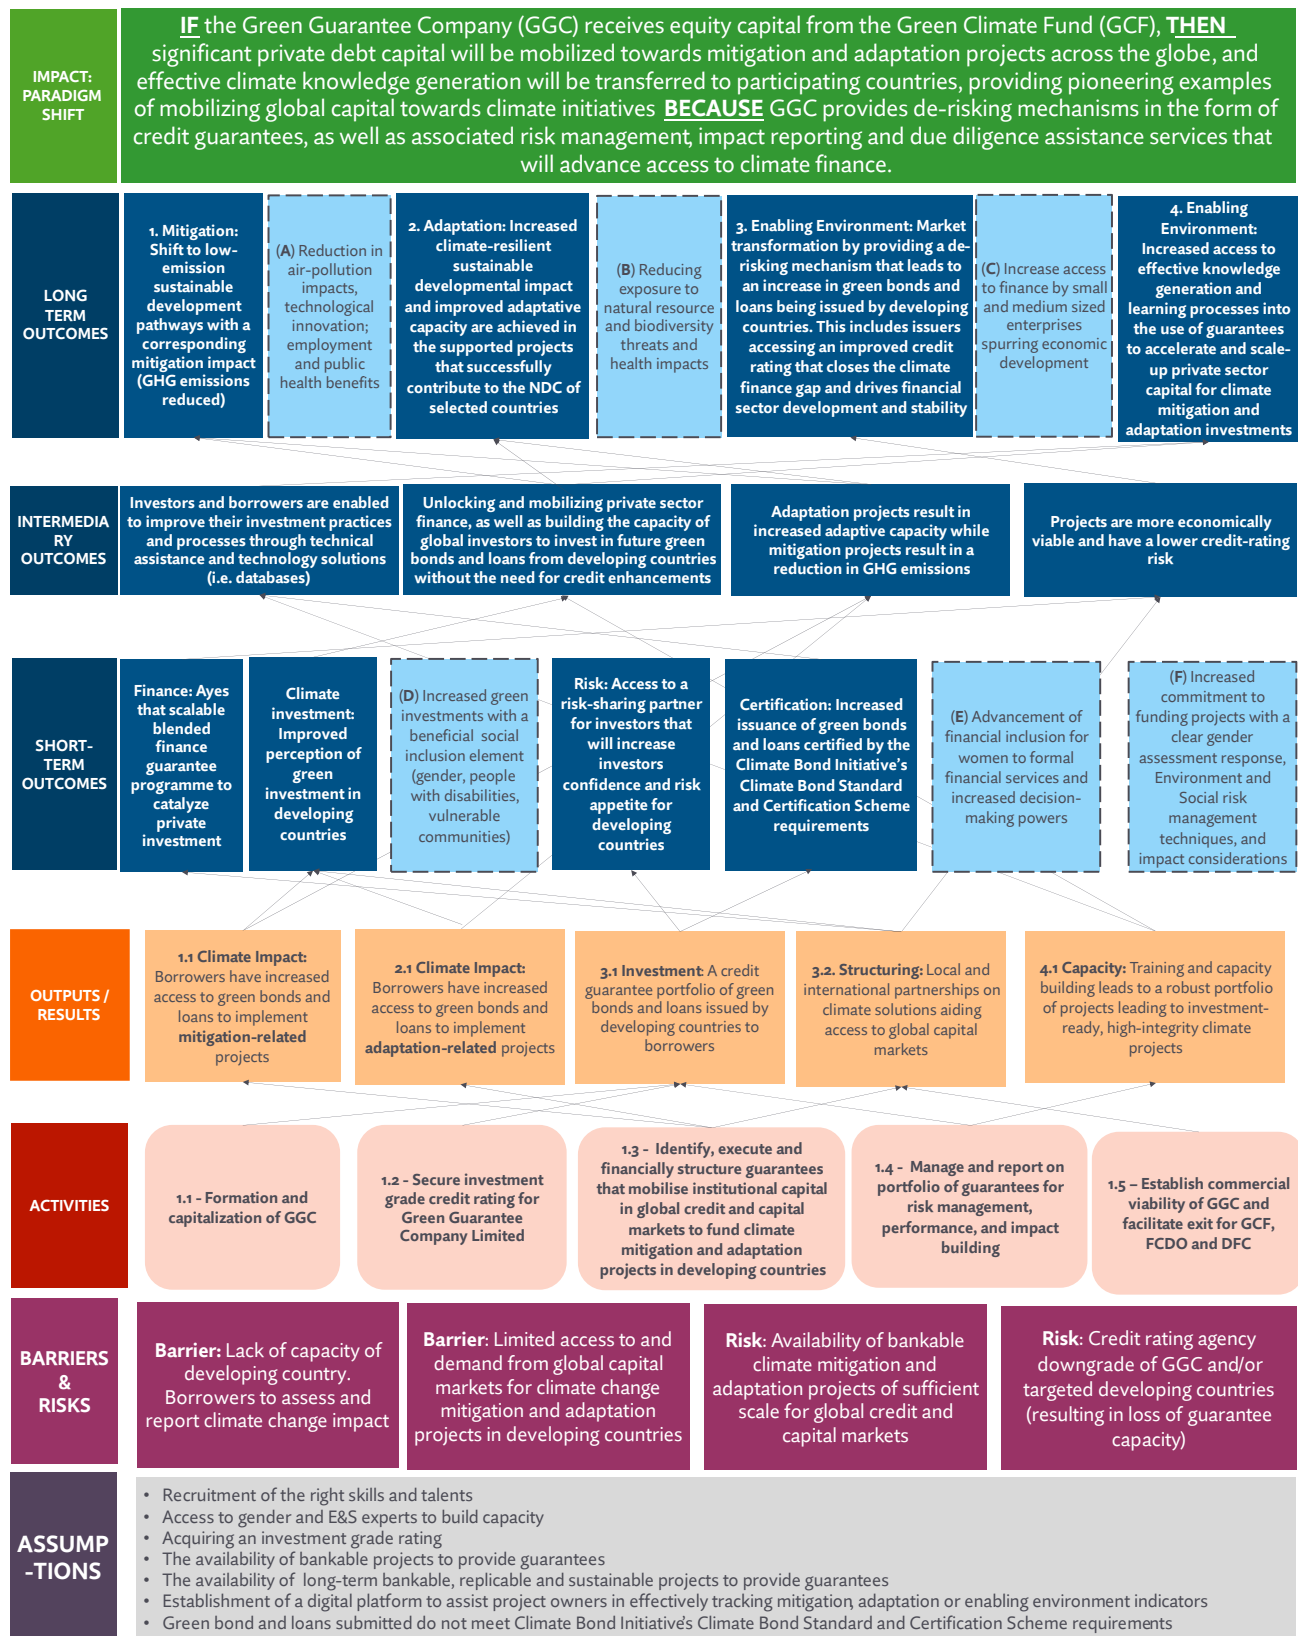 IMPACT:
PARADIGM
SHIFT
IF the Green Guarantee Company (GGC) receives equity capital from the Green Climate Fund (GCF), THEN
significant private debt capital will be mobilized towards mitigation and adaptation projects across the globe, and
effective climate knowledge generation will be transferred to participating countries, providing pioneering examples
of mobilizing global capital towards climate initiatives BECAUSE GGC provides de-risking mechanisms in the form of
credit guarantees, as well as associated risk management, impact reporting and due diligence assistance services that
will advance access to climate finance.
LONG
TERM
OUTCOMES
1. Mitigation:
Shift to low-
emission
sustainable
development
pathways with a
corresponding
mitigation impact
(GHG emissions
reduced)
(A) Reduction in
air-pollution
impacts,
technological
innovation;
employment
and public
health benefits
2. Adaptation: Increased
climate-resilient
sustainable
developmental impact
and improved adaptative
capacity are achieved in
the supported projects
that successfully
contribute to the NDC of
selected countries
(B) Reducing
exposure to
natural resource
and biodiversity
threats and
health impacts
3. Enabling Environment: Market
transformation by providing a de-
risking mechanism that leads to
an increase in green bonds and
loans being issued by developing
countries. This includes issuers
accessing an improved credit
rating that closes the climate
finance gap and drives financial
sector development and stability
(C) Increase access
to finance by small
and medium sized
enterprises
spurring economic
development
4. Enabling
Environment:
Increased access to
effective knowledge
generation and
learning processes into
the use of guarantees
to accelerate and scale-
up private sector
capital for climate
mitigation and
adaptation investments
INTERMEDIA
RY
OUTCOMES
Investors and borrowers are enabled
to improve their investment practices
and processes through technical
assistance and technology solutions
(i.e. databases)
Unlocking and mobilizing private sector
finance, as well as building the capacity of
global investors to invest in future green
bonds and loans from developing countries
without the need for credit enhancements
Adaptation projects result in
increased adaptive capacity while
mitigation projects result in a
reduction in GHG emissions
Projects are more economically
viable and have a lower credit-rating
risk
SHORT-
TERM
OUTCOMES
Finance: Ayes
that scalable
blended
finance
guarantee
programme to
catalyze
private
investment
Climate
investment:
Improved
perception of
green
investment in
developing
countries
(D) Increased green
investments with a
beneficial social
inclusion element
(gender, people
with disabilities,
vulnerable
communities)
Risk: Access to a
risk-sharing partner
for investors that
will increase
investors
confidence and risk
appetite for
developing
countries
Certification: Increased
issuance of green bonds
and loans certified by the
Climate Bond Initiative's
Climate Bond Standard
and Certification Scheme
requirements
(E) Advancement of
financial inclusion for
women to formal
financial services and
increased decision-
making powers
(F) Increased
commitment to
funding projects with a
clear gender
assessment response,
Environment and
Social risk
management
techniques, and
impact considerations
OUTPUTS /
RESULTS
1.1 Climate Impact:
Borrowers have increased
access to green bonds and
loans to implement
mitigation-related
projects
2.1 Climate Impact:
Borrowers have increased
access to green bonds and
loans to implement
adaptation-related projects
3.1 Investment: A credit
guarantee portfolio of green
bonds and loans issued by
developing countries to
borrowers
3.2. Structuring: Local and
international partnerships on
climate solutions aiding
access to global capital
markets
4.1 Capacity: Training and capacity
building leads to a robust portfolio
of projects leading to investment-
ready, high-integrity climate
projects
ACTIVITIES
1.1 - Formation and
capitalization of GGC
1.2 - Secure investment
grade credit rating for
Green Guarantee
Company Limited
1.3 - Identify, execute and
financially structure guarantees
that mobilise institutional capital
in global credit and capital
markets to fund climate
mitigation and adaptation
projects in developing countries
1.4 - Manage and report on
portfolio of guarantees for
risk management,
performance, and impact
building
1.5 – Establish commercial
viability of GGC and
facilitate exit for GCF,
FCDO and DFC
BARRIERS
&
RISKS
Barrier: Lack of capacity of
developing country.
Borrowers to assess and
report climate change impact
Barrier: Limited access to and
demand from global capital
markets for climate change
mitigation and adaptation
projects in developing countries
Risk: Availability of bankable
climate mitigation and
adaptation projects of sufficient
scale for global credit and
capital markets
Risk: Credit rating agency
downgrade of GGC and/or
targeted developing countries
(resulting in loss of guarantee
capacity)
ASSUMP
-TIONS
• Recruitment of the right skills and talents
• Access to gender and E&S experts to build capacity
• Acquiring an investment grade rating
• The availability of bankable projects to provide guarantees
• The availability of long-term bankable, replicable and sustainable projects to provide guarantees
• Establishment of a digital platform to assist project owners in effectively tracking mitigation, adaptation or enabling environment indicators
• Green bond and loans submitted do not meet Climate Bond Initiative's Climate Bond Standard and Certification Scheme requirements